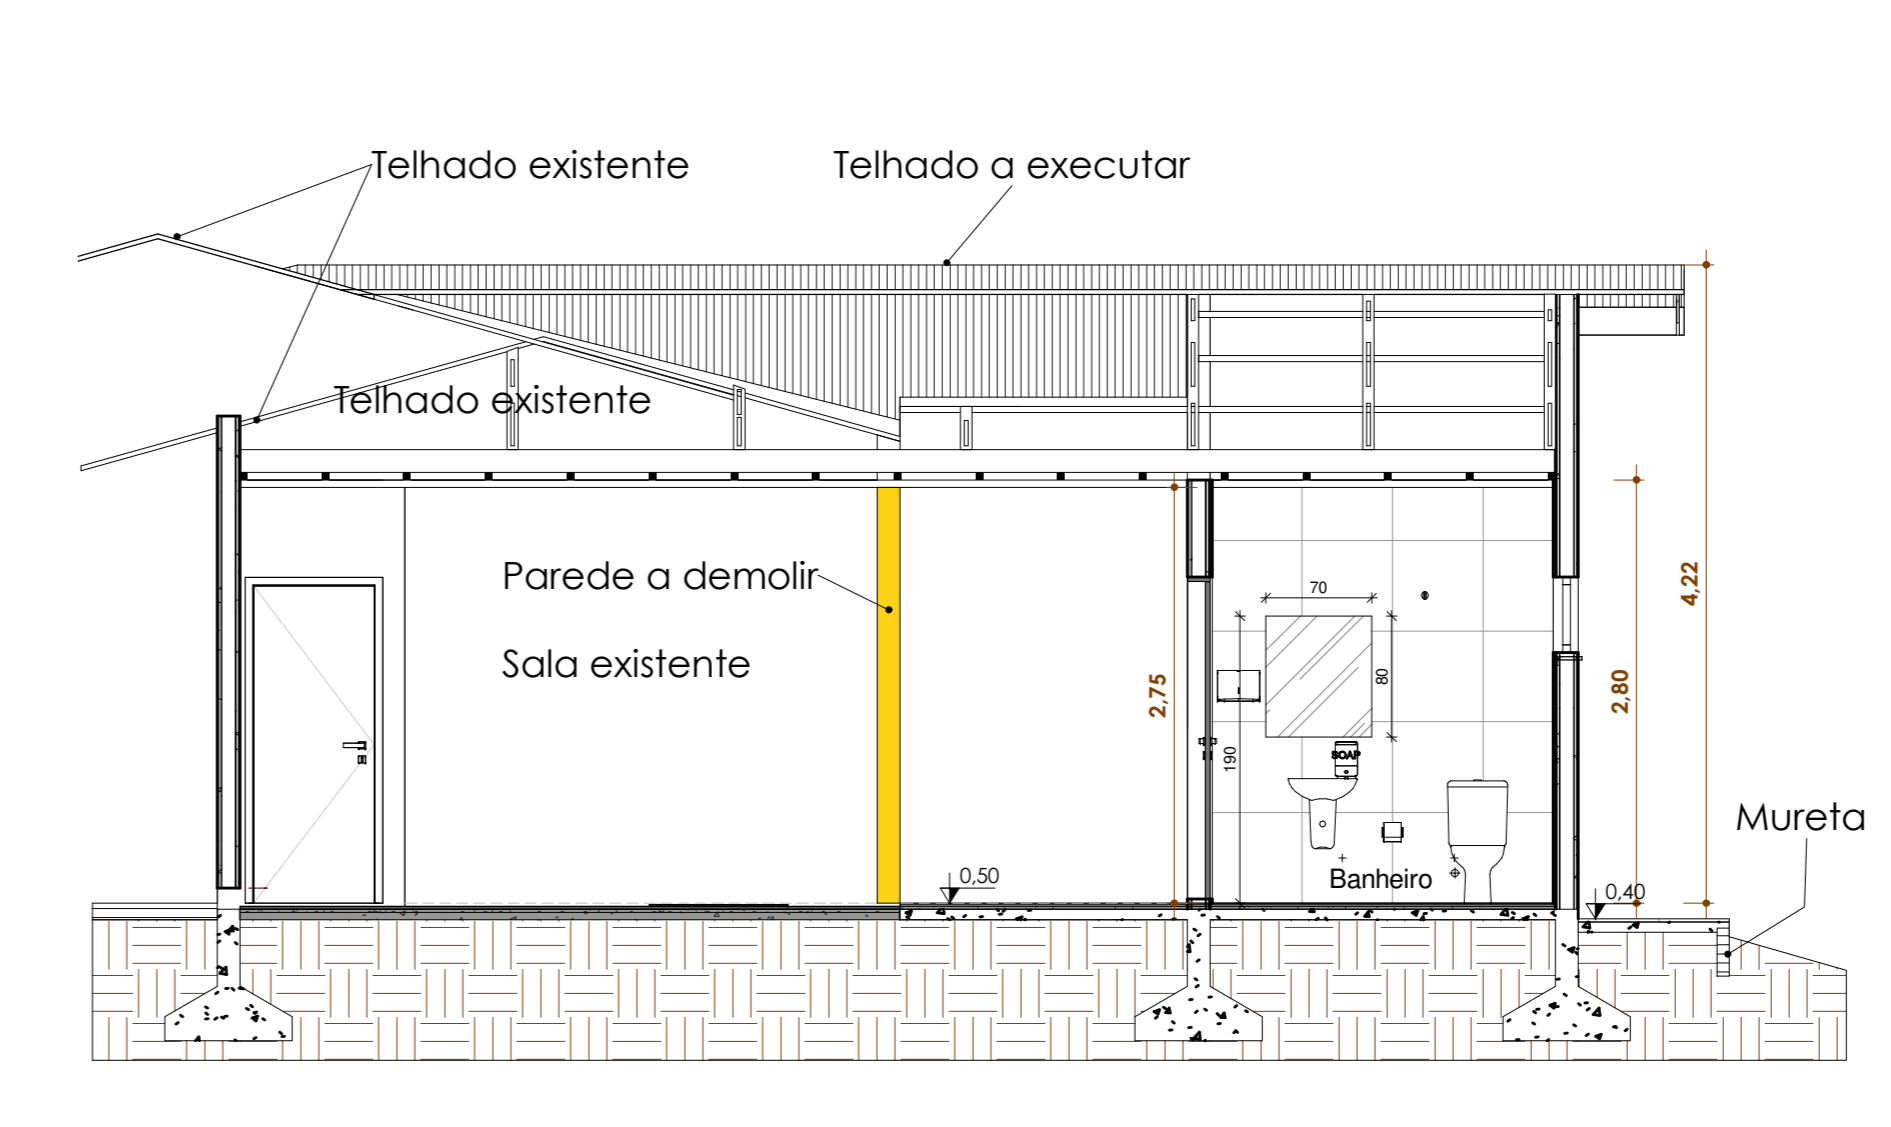 Telhado existente
Telhado a executar
Telhado existente
Parede a demolir
Sala existente
70
80
190
SOAP
Banheiro
0,50
0,40
2,75
2,80
4,22
Mureta